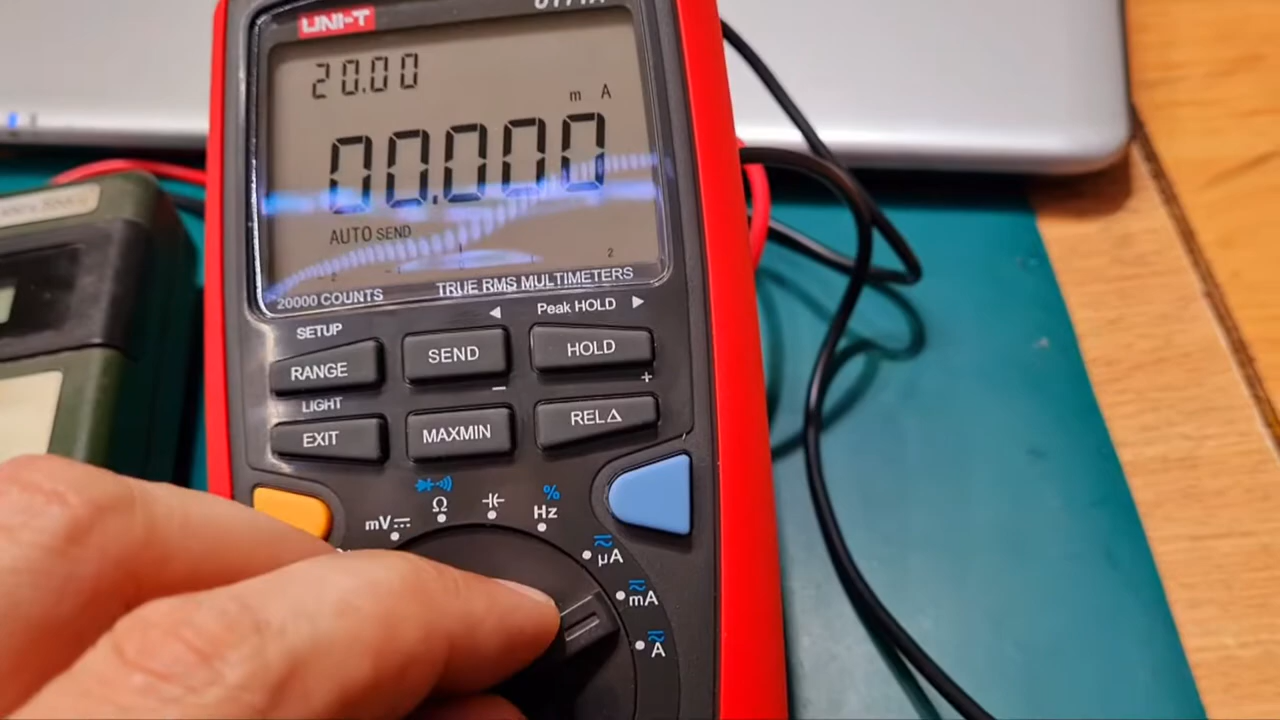 UNI-T
20.00
m A
00.000
AUTO SEND
2
20000 COUNTS TRUE RMS MULTIMETERS
SETUP Peak HOLD
RANGE SEND HOLD
LIGHT − +
EXIT MAXMIN REL△
mV Ω Hz %
μA
mA
A